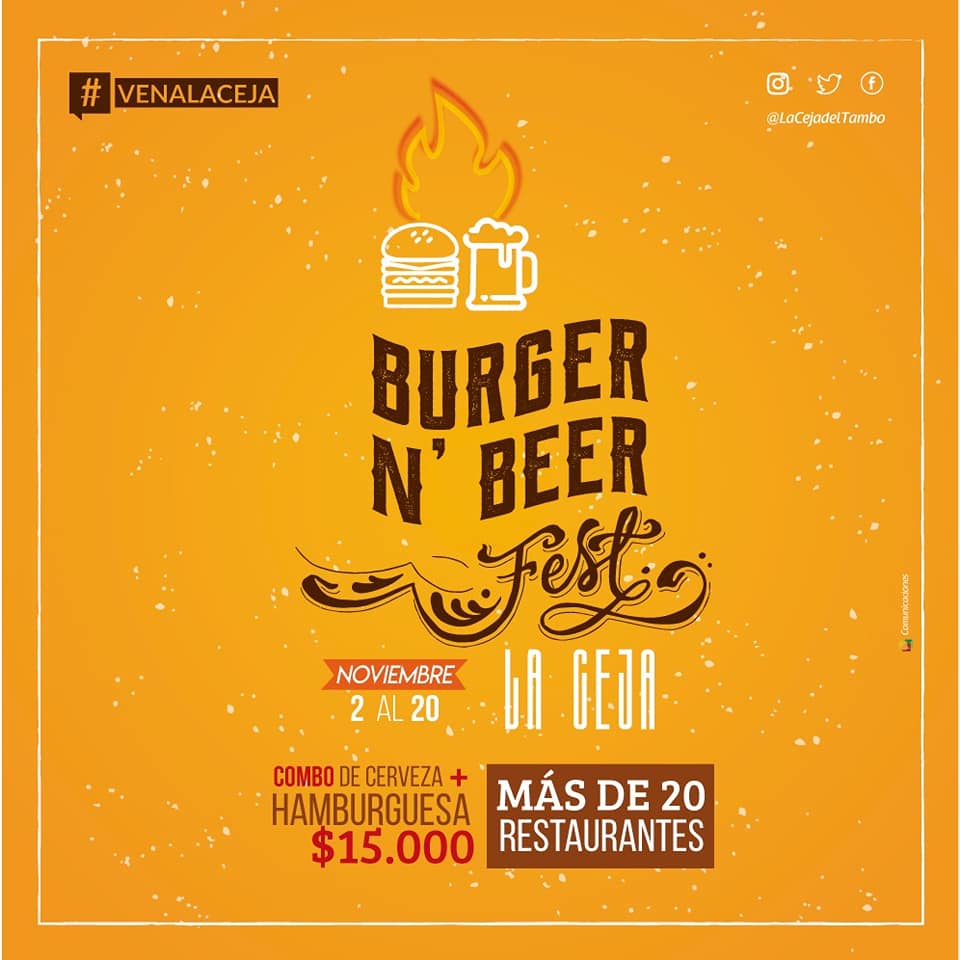 # VENALACEJA
@LaCejadelTambo
BURGER
N' BEER
Fest
NOVIEMBRE
2 AL 20
LA CEJA
COMBO DE CERVEZA +
HAMBURGUESA
$15.000
MÁS DE 20
RESTAURANTES
Comunicaciones